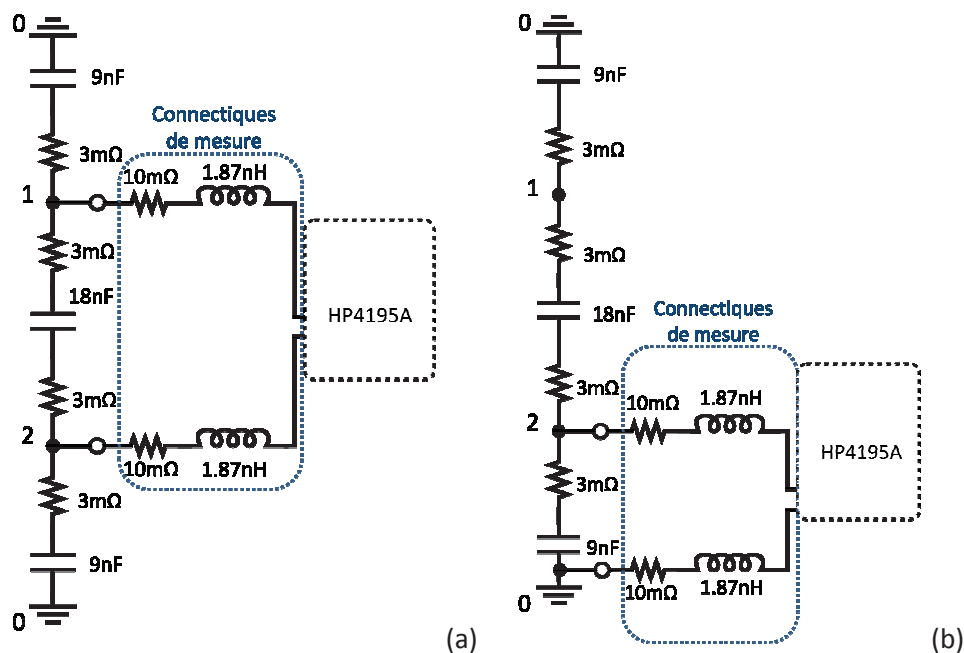 0
9nF
3mΩ
1
Connectiques
de mesure
10mΩ
1.87nH
3mΩ
18nF
HP4195A
3mΩ
2
10mΩ
1.87nH
3mΩ
9nF
0
(a)
0
9nF
3mΩ
1
3mΩ
18nF
Connectiques
de mesure
3mΩ
10mΩ
1.87nH
2
HP4195A
3mΩ
9nF
10mΩ
1.87nH
0
(b)